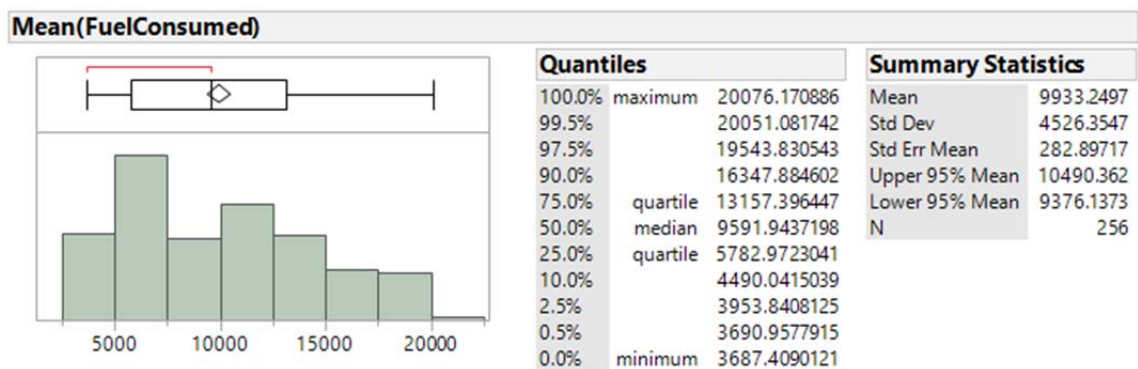 Mean(FuelConsumed)
5000 10000 15000 20000
Quantiles
100.0% maximum 20076.170886
99.5% 20051.081742
97.5% 19543.830543
90.0% 16347.884602
75.0% quartile 13157.396447
50.0% median 9591.9437198
25.0% quartile 5782.9723041
10.0% 4490.0415039
2.5% 3953.8408125
0.5% 3690.9577915
0.0% minimum 3687.4090121
Summary Statistics
Mean 9933.2497
Std Dev 4526.3547
Std Err Mean 282.89717
Upper 95% Mean 10490.362
Lower 95% Mean 9376.1373
N 256